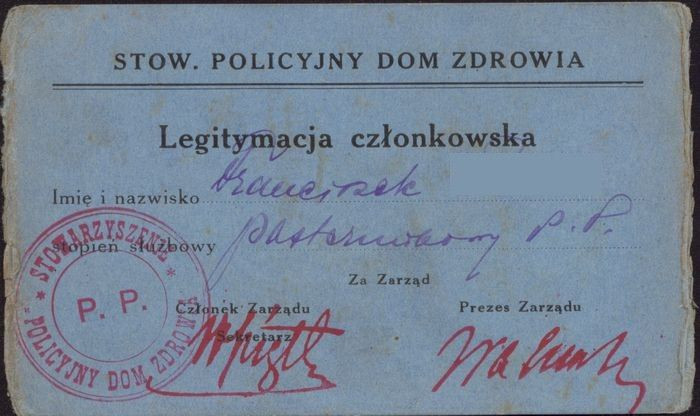 STOW. POLICYJNY DOM ZDROWIA
Legitymacja członkowska
Imię i nazwisko Franciszek
stopień służbowy posterunkowy P. P.
Za Zarząd
Członek Zarządu Prezes Zarządu
Sekretarz
* STOWARZYSZENIE *
P. P.
"POLICYJNY DOM ZDROWIA"